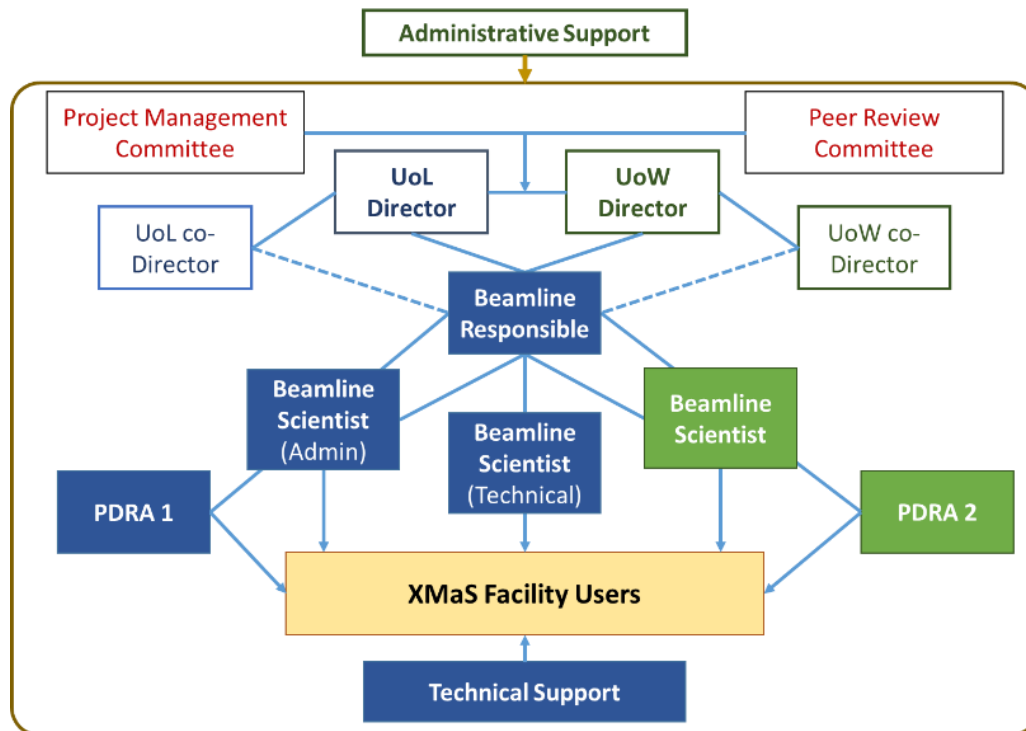 Administrative Support
Project Management
Committee
Peer Review
Committee
UoL
Director
UoW
Director
UoL co-
Director
UoW co-
Director
Beamline
Responsible
Beamline
Scientist
(Admin)
Beamline
Scientist
(Technical)
Beamline
Scientist
PDRA 1
PDRA 2
XMaS Facility Users
Technical Support